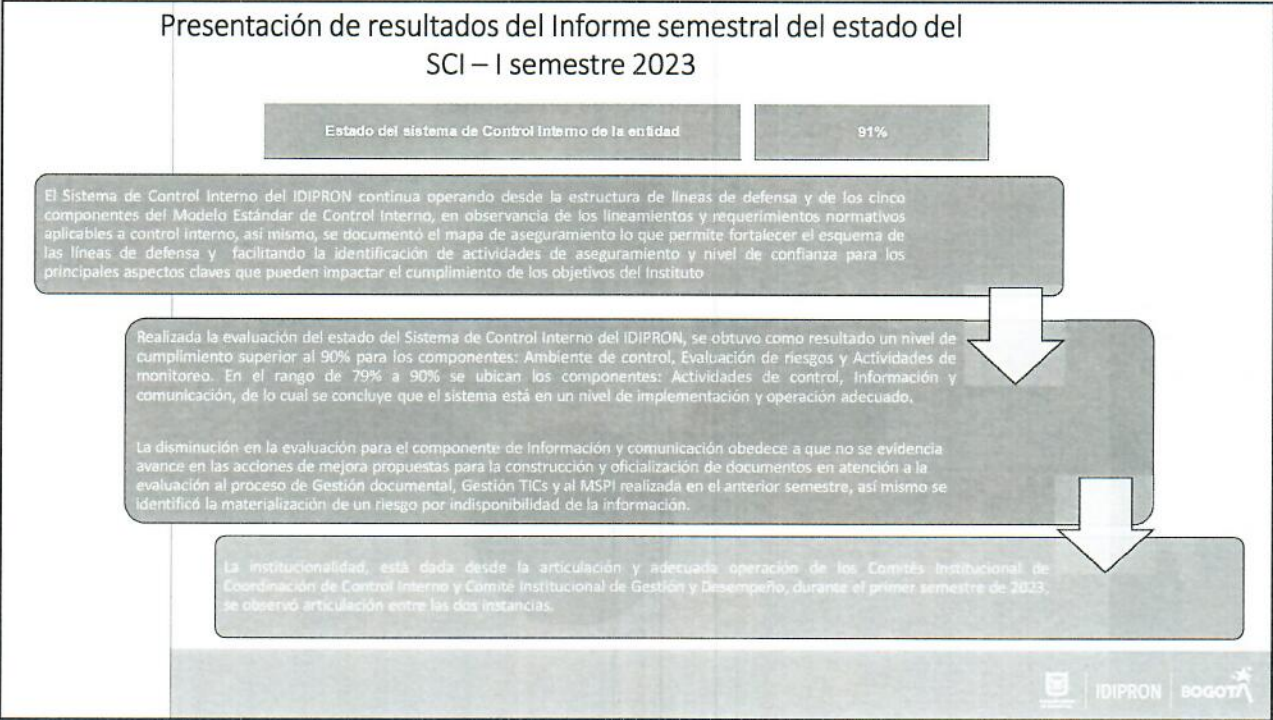 Presentación de resultados del Informe semestral del estado del
SCI – I semestre 2023
Estado del sistema de Control Interno de la entidad
91%
El Sistema de Control Interno del IDIPRON continua operando desde la estructura de líneas de defensa y de los cinco
componentes del Modelo Estándar de Control Interno, en observancia de los lineamientos y requerimientos normativos
aplicables a control interno, así mismo, se documentó el mapa de aseguramiento lo que permite fortalecer el esquema de
las líneas de defensa y facilitando la identificación de actividades de aseguramiento y nivel de confianza para los
principales aspectos claves que pueden impactar el cumplimiento de los objetivos del Instituto
Realizada la evaluación del estado del Sistema de Control Interno del IDIPRON, se obtuvo como resultado un nivel de
cumplimiento superior al 90% para los componentes: Ambiente de control, Evaluación de riesgos y Actividades de
monitoreo. En el rango de 79% a 90% se ubican los componentes: Actividades de control, Información y
comunicación, de lo cual se concluye que el sistema está en un nivel de implementación y operación adecuado.
La disminución en la evaluación para el componente de Información y comunicación obedece a que no se evidencia
avance en las acciones de mejora propuestas para la construcción y oficialización de documentos en atención a la
evaluación al proceso de Gestión documental, Gestión TICs y al MSPI realizada en el anterior semestre, así mismo se
identificó la materialización de un riesgo por indisponibilidad de la información.
La institucionalidad, está dada desde la articulación y adecuada operación de los Comités Institucional de
Coordinación de Control Interno y Comité Institucional de Gestión y Desempeño, durante el primer semestre de 2023,
se observó articulación entre las dos instancias.
IDIPRON
BOGOTÁ